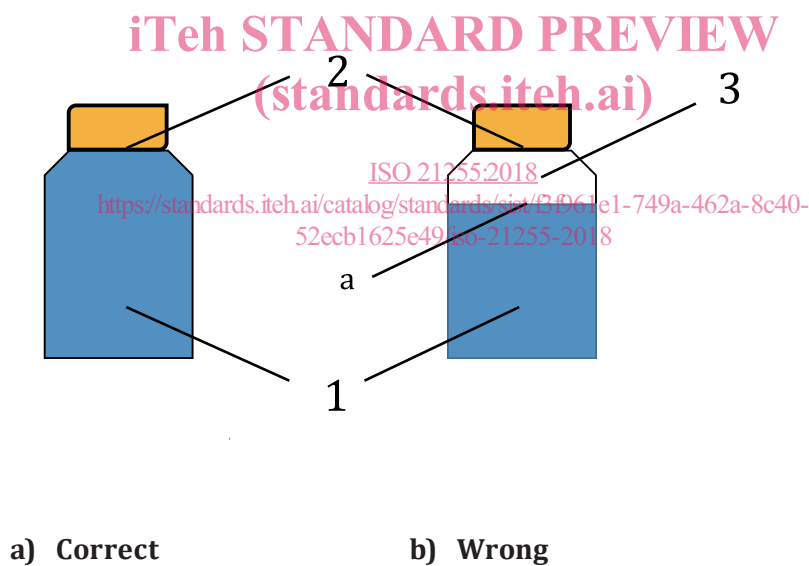 iTeh STANDARD PREVIEW
2
(standards.iteh.ai)
3
ISO 21255:2018
https://standards.iteh.ai/catalog/standards/sist/f3f961e1-749a-462a-8c40-
52ecb1625e49/iso-21255-2018
a
1
a) Correct
b) Wrong